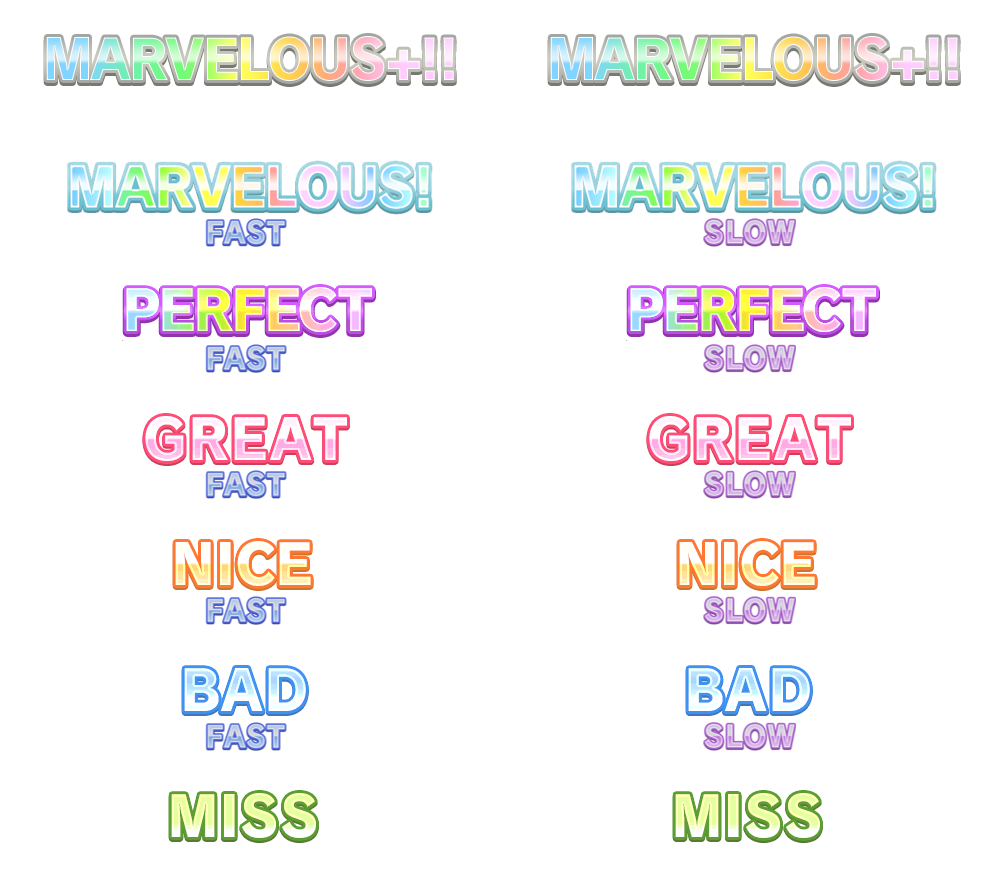 MARVELOUS+!! MARVELOUS+!!
MARVELOUS! MARVELOUS!
FAST SLOW
PERFECT PERFECT
FAST SLOW
GREAT GREAT
FAST SLOW
NICE NICE
FAST SLOW
BAD BAD
FAST SLOW
MISS MISS